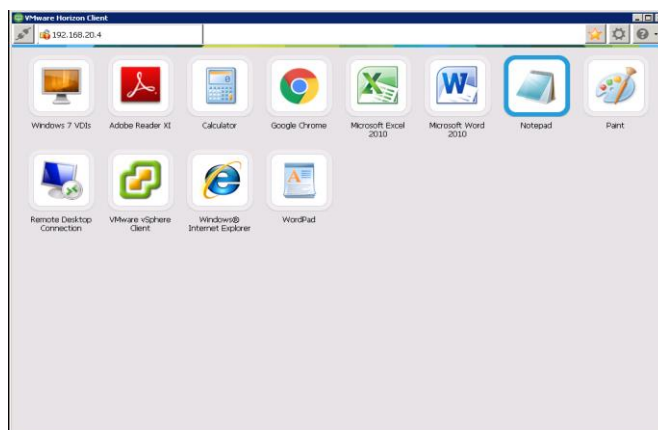 VMware Horizon Client
192.168.20.4
Windows 7 VDIs
Adobe Reader XI
Calculator
Google Chrome
Microsoft Excel
2010
Microsoft Word
2010
Notepad
Paint
Remote Desktop
Connection
VMware vSphere
Client
Windows®
Internet Explorer
WordPad